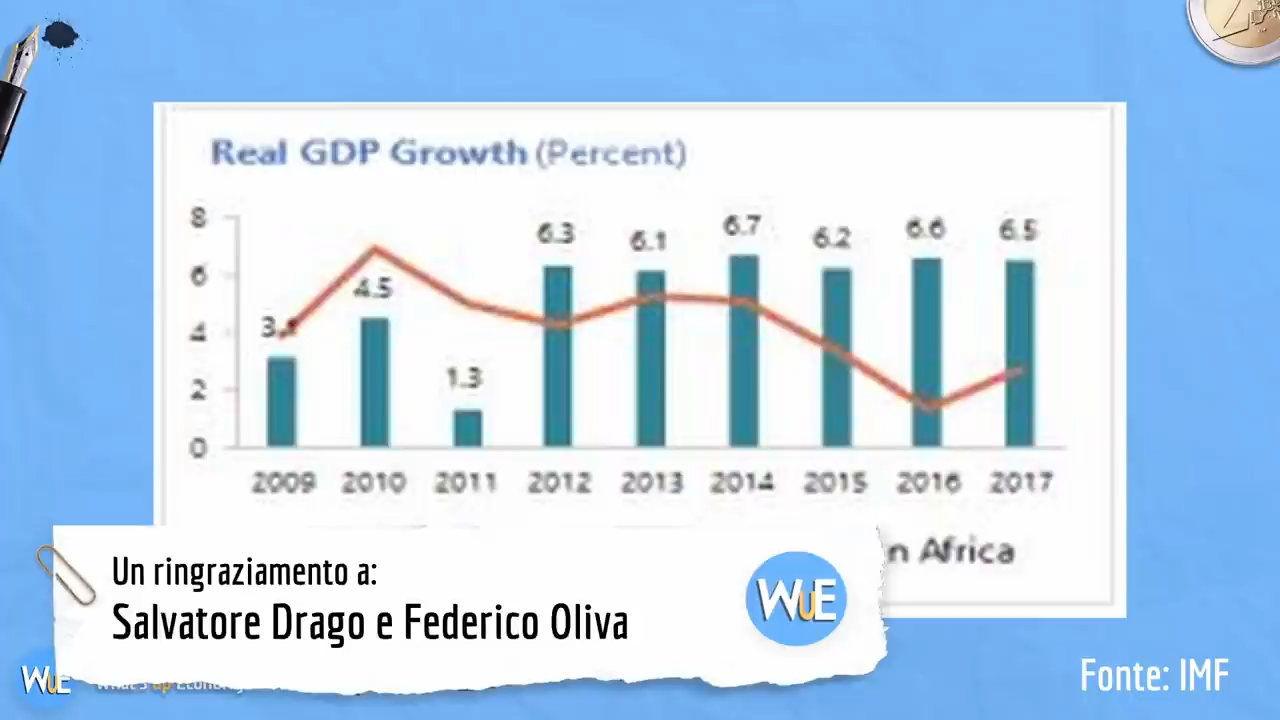 Real GDP Growth (Percent)
8
6
4
2
0
4.5
1.3
6.3
6.1
6.7
6.2
6.6
6.5
2009 2010 2011 2012 2013 2014 2015 2016 2017
Africa
Un ringraziamento a:
Salvatore Drago e Federico Oliva
WuE
WuE
Fonte: IMF